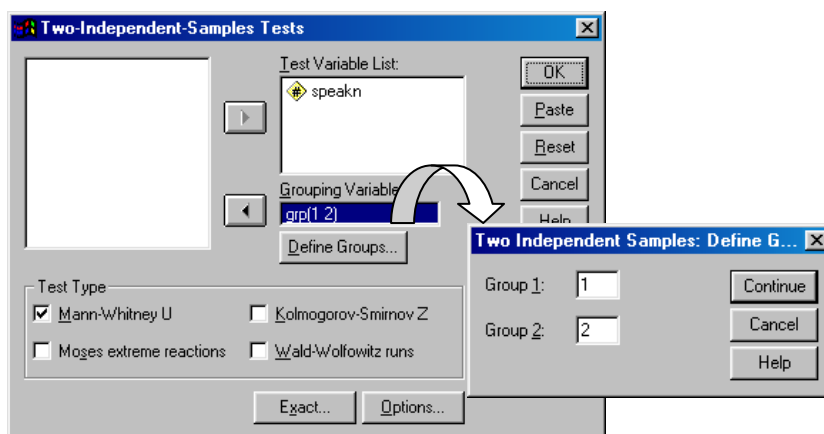 Two-Independent-Samples Tests
Test Variable List:
speakn
OK
Paste
Reset
Cancel
Help
Grouping Variable
grp(1 2)
Define Groups...
Test Type
Mann-Whitney U
Kolmogorov-Smirnov Z
Moses extreme reactions
Wald-Wolfowitz runs
Exact...
Options...
Two Independent Samples: Define G...
Group 1:
1
Group 2:
2
Continue
Cancel
Help